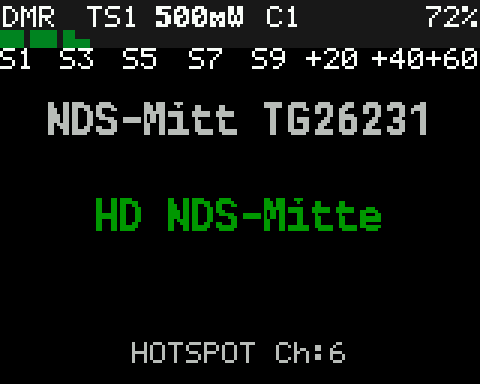 DMR TS1 500mW C1 72%
S1 S3 S5 S7 S9 +20 +40+60
NDS-Mitt TG26231
HD NDS-Mitte
HOTSPOT Ch:6